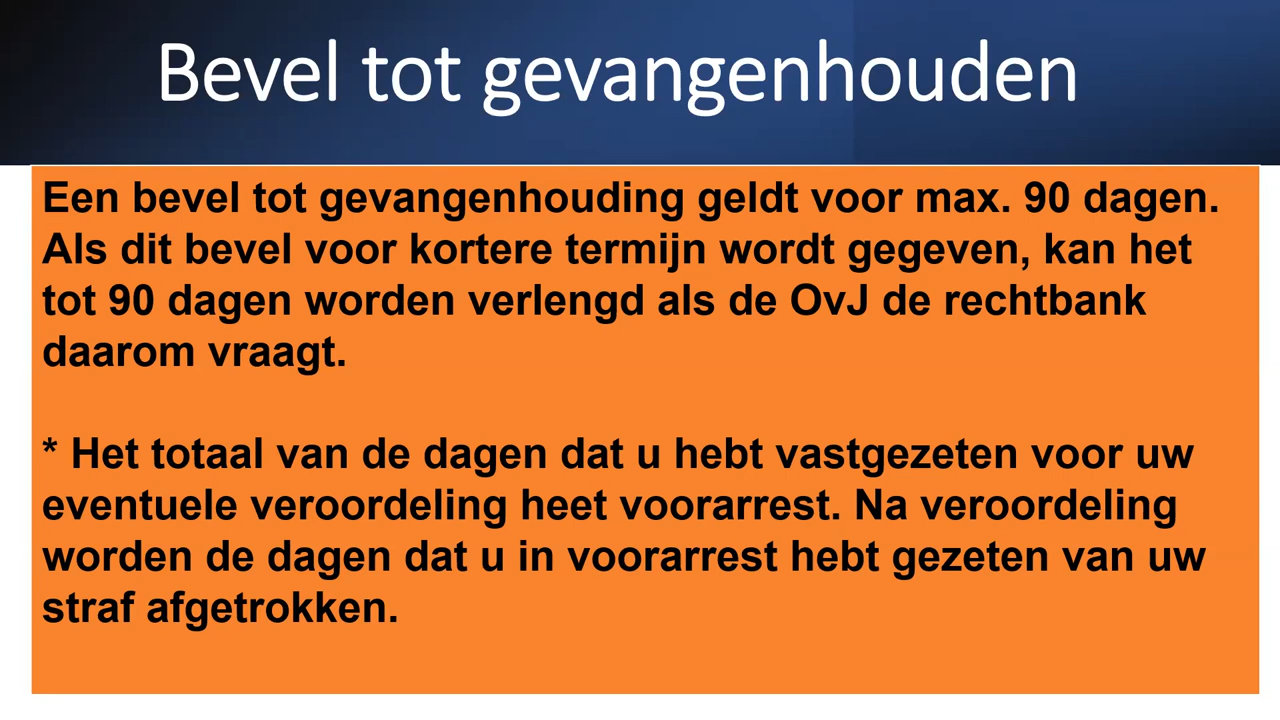 Bevel tot gevangenhouden
Een bevel tot gevangenhouding geldt voor max. 90 dagen.
Als dit bevel voor kortere termijn wordt gegeven, kan het
tot 90 dagen worden verlengd als de OvJ de rechtbank
daarom vraagt.
* Het totaal van de dagen dat u hebt vastgezeten voor uw
eventuele veroordeling heet voorarrest. Na veroordeling
worden de dagen dat u in voorarrest hebt gezeten van uw
straf afgetrokken.